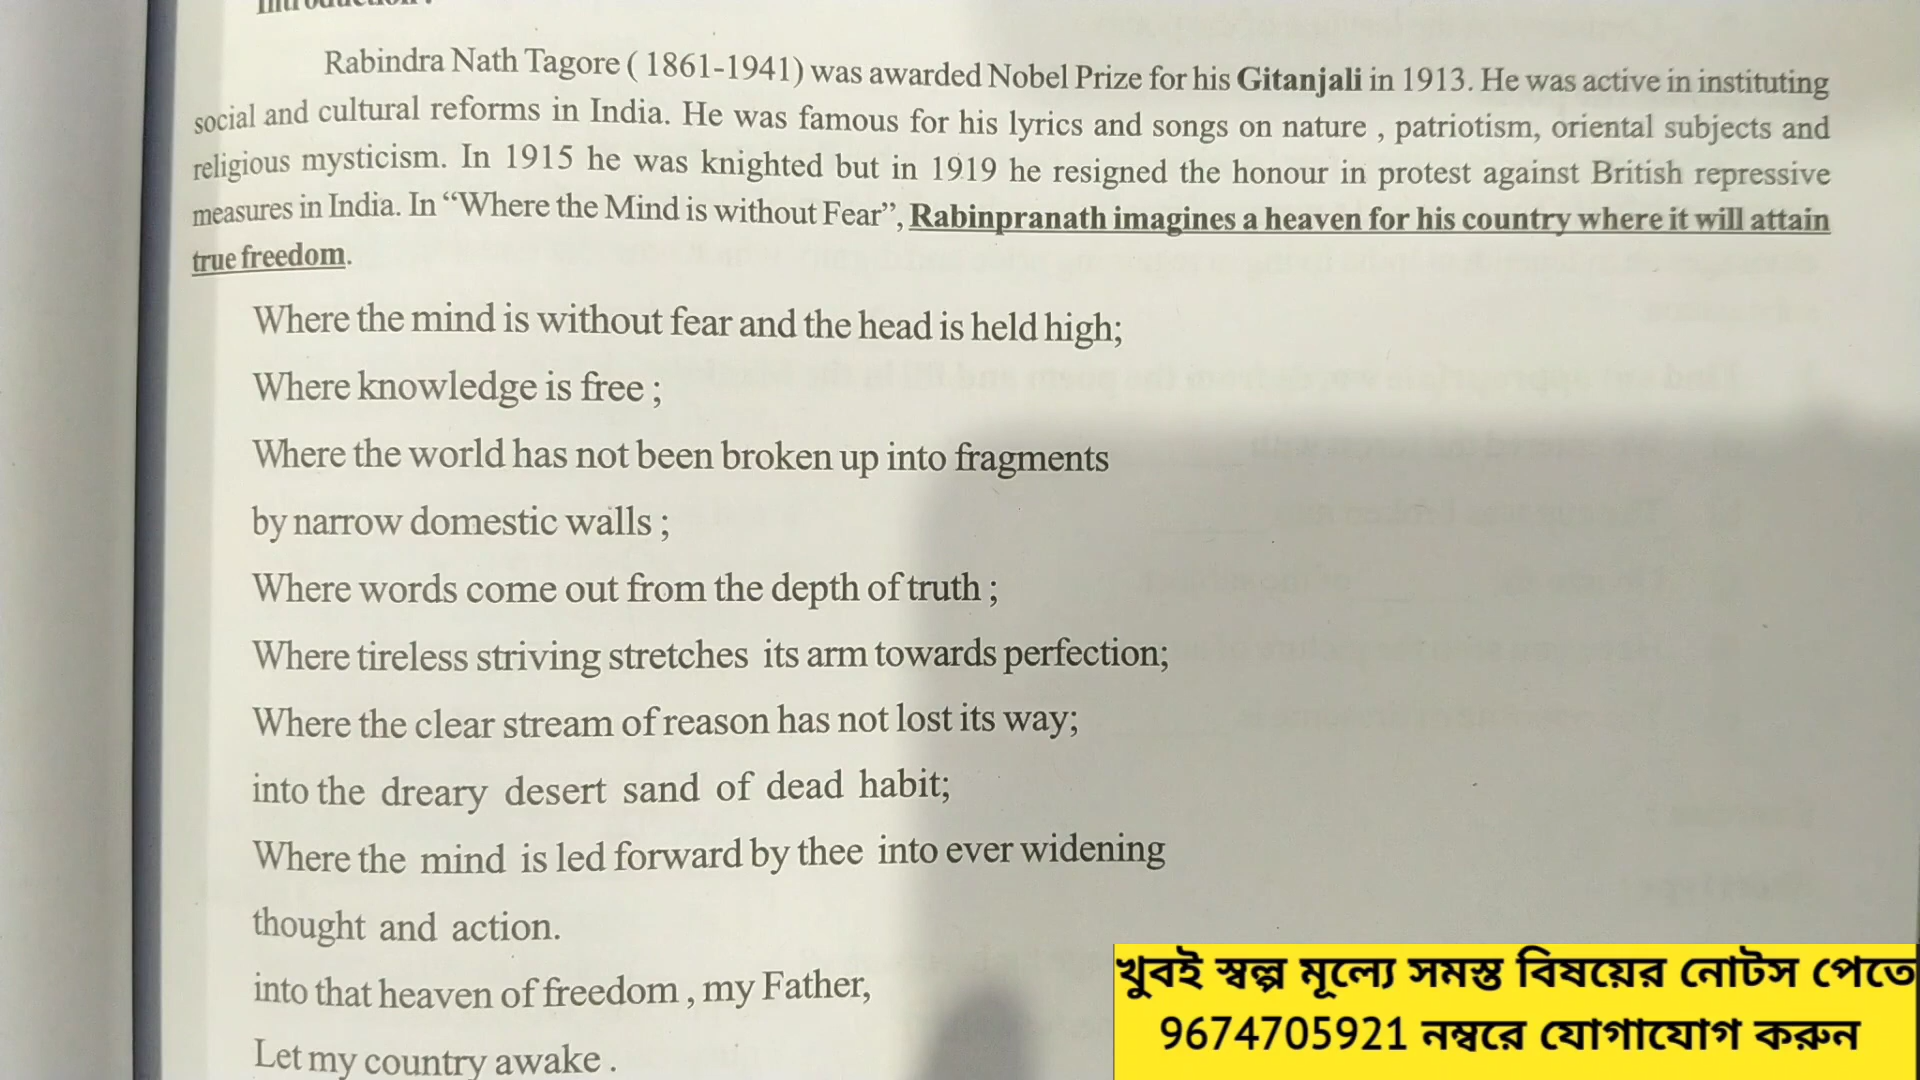 Introduction :
Rabindra Nath Tagore ( 1861-1941) was awarded Nobel Prize for his Gitanjali in 1913. He was active in instituting
social and cultural reforms in India. He was famous for his lyrics and songs on nature , patriotism, oriental subjects and
religious mysticism. In 1915 he was knighted but in 1919 he resigned the honour in protest against British repressive
measures in India. In “Where the Mind is without Fear”, Rabinpranath imagines a heaven for his country where it will attain
true freedom.
Where the mind is without fear and the head is held high;
Where knowledge is free ;
Where the world has not been broken up into fragments
by narrow domestic walls ;
Where words come out from the depth of truth ;
Where tireless striving stretches its arm towards perfection;
Where the clear stream of reason has not lost its way;
into the dreary desert sand of dead habit;
Where the mind is led forward by thee into ever widening
thought and action.
into that heaven of freedom , my Father,
Let my country awake .
খুবই স্বল্প মূল্যে সমস্ত বিষয়ের নোটস পেতে
9674705921 নম্বরে যোগাযোগ করুন